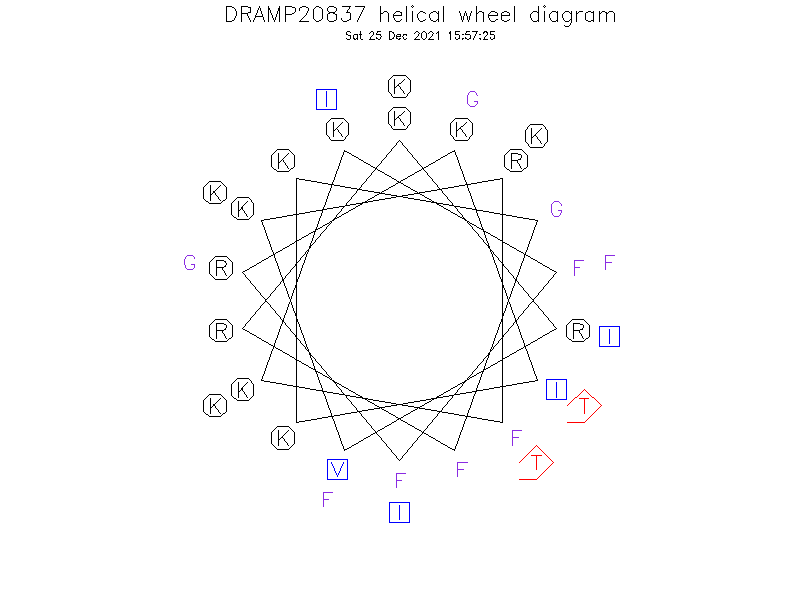 DRAMP20837 helical wheel diagram
Sat 25 Dec 2021 15:57:25
K
I G
K
K K K
R K
K
K
K G
G R F F
R R I
K K I T
K F T
V F F
F I